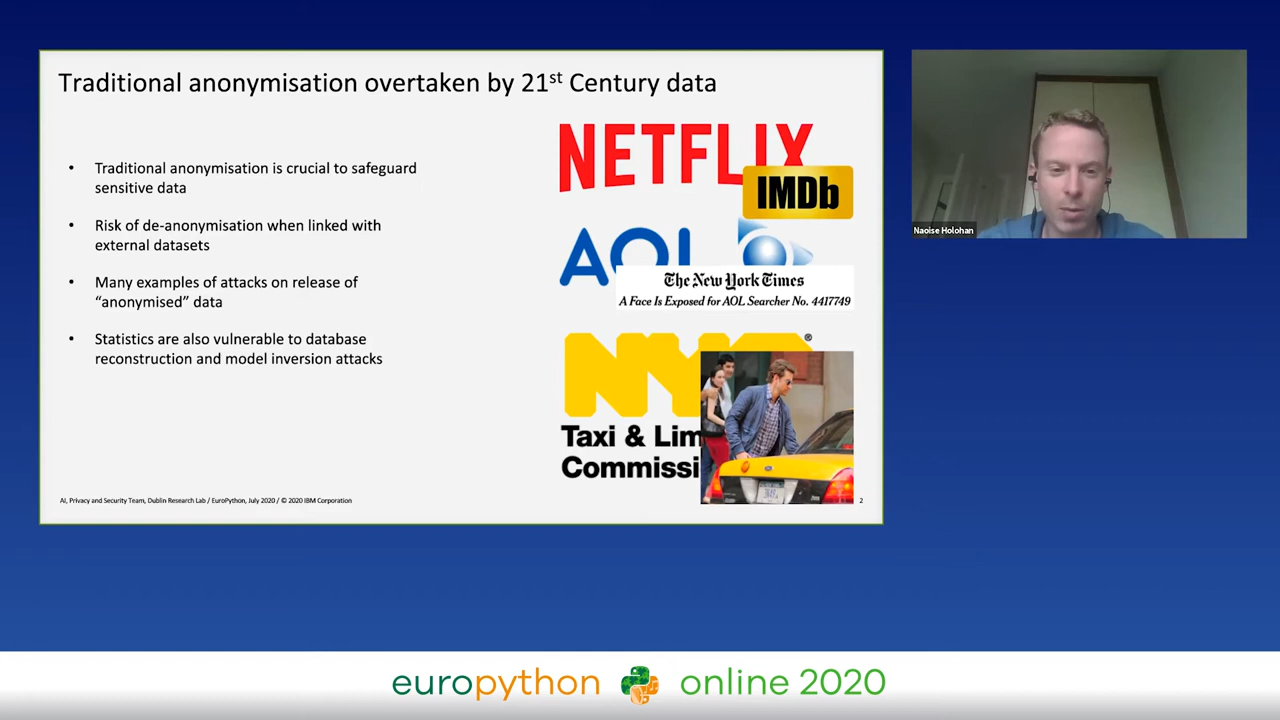 Traditional anonymisation overtaken by 21st Century data
• Traditional anonymisation is crucial to safeguard
sensitive data
• Risk of de-anonymisation when linked with
external datasets
• Many examples of attacks on release of
“anonymised” data
• Statistics are also vulnerable to database
reconstruction and model inversion attacks
NETFLIX
IMDb
AOL
The New York Times
A Face Is Exposed for AOL Searcher No. 4417749
NYC
®
Taxi & Lim
Commissi
AI, Privacy and Security Team, Dublin Research Lab / EuroPython, July 2020 / © 2020 IBM Corporation
2
Naoise Holohan
europython online 2020